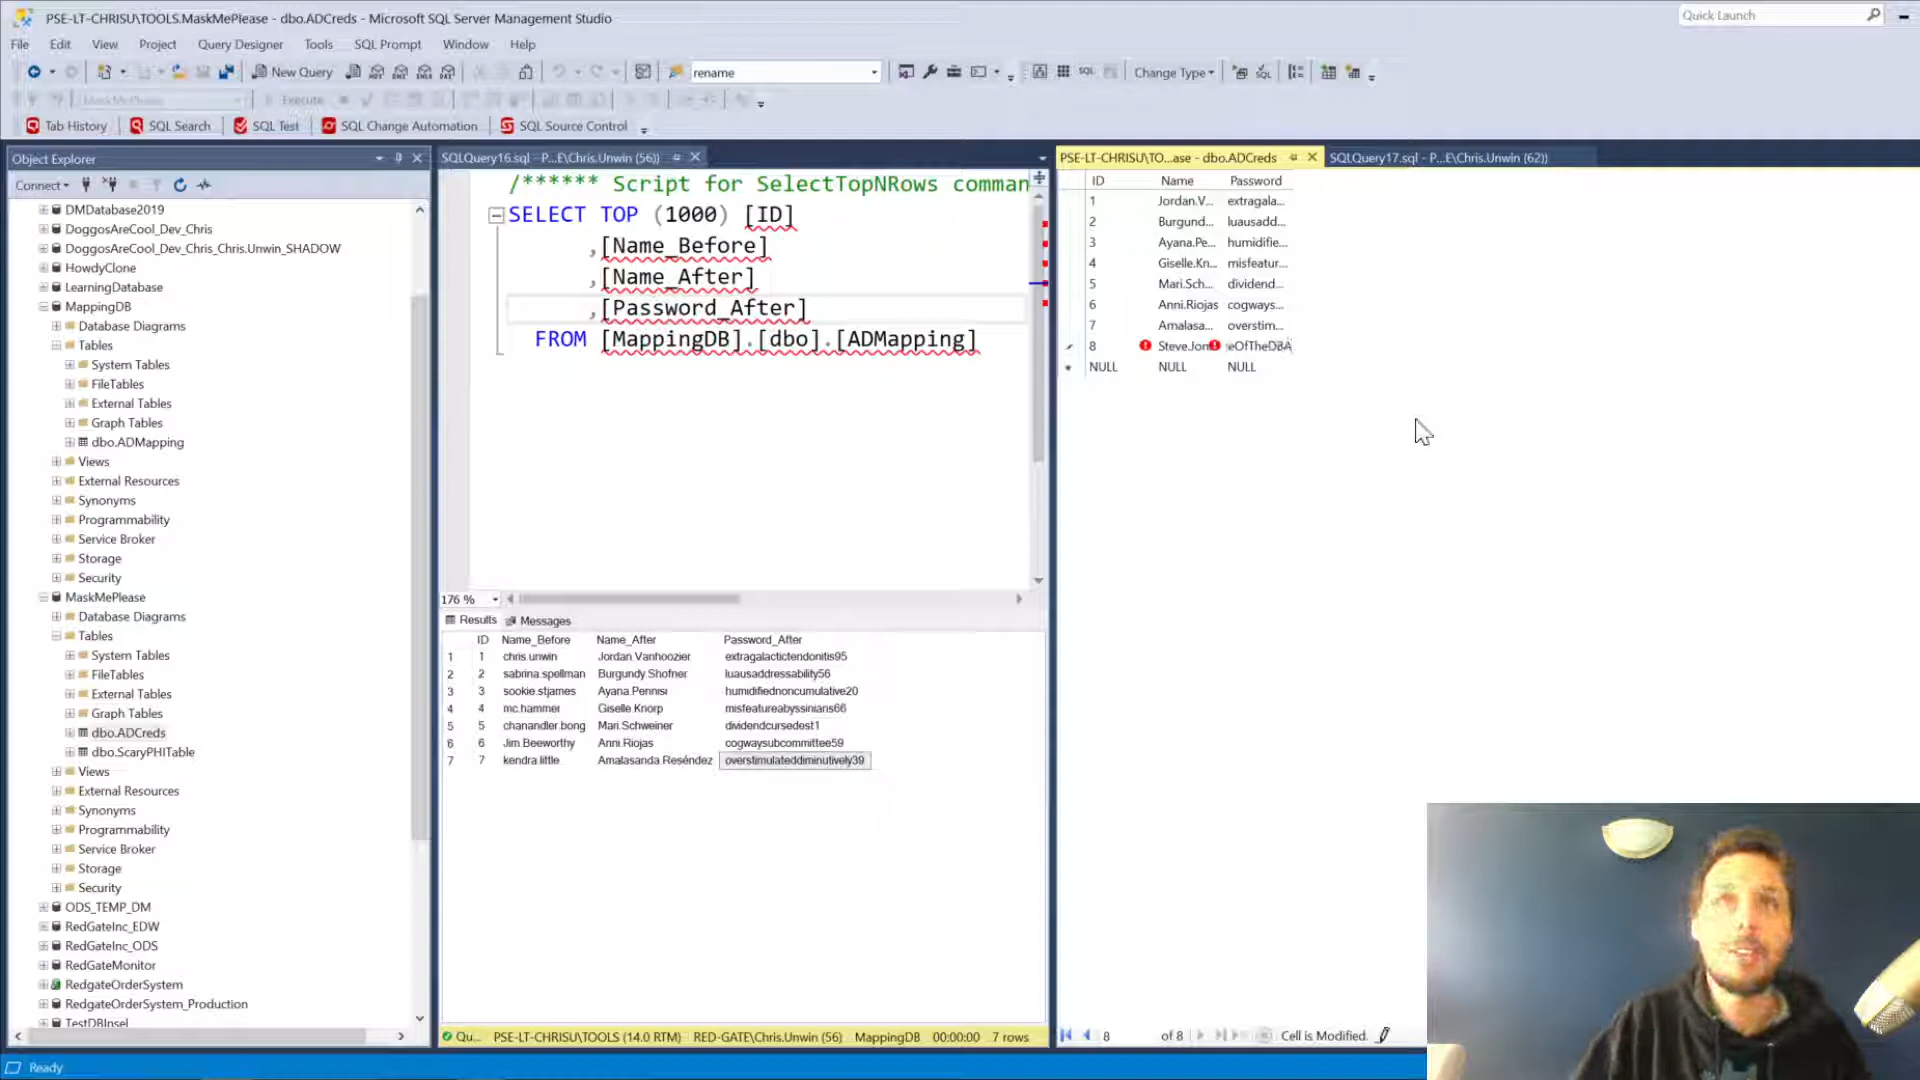 PSE-LT-CHRISU\TOOLS.MaskMePlease - dbo.ADCreds - Microsoft SQL Server Management Studio
Quick Launch
File Edit View Project Query Designer Tools SQL Prompt Window Help
New Query
rename
Change Type
MaskMePlease
Execute
Tab History
SQL Search
SQL Test
SQL Change Automation
SQL Source Control
Object Explorer
Connect
DMDatabase2019
DoggosAreCool_Dev_Chris
DoggosAreCool_Dev_Chris_Chris.Unwin_SHADOW
HowdyClone
LearningDatabase
MappingDB
Database Diagrams
Tables
System Tables
FileTables
External Tables
Graph Tables
dbo.ADMapping
Views
External Resources
Synonyms
Programmability
Service Broker
Storage
Security
MaskMePlease
Database Diagrams
Tables
System Tables
FileTables
External Tables
Graph Tables
dbo.ADCreds
dbo.ScaryPHITable
Views
External Resources
Synonyms
Programmability
Service Broker
Storage
Security
ODS_TEMP_DM
RedGateInc_EDW
RedGateInc_ODS
RedGateMonitor
RedgateOrderSystem
RedgateOrderSystem_Production
TestDBInsel
SQLQuery16.sql - P...E\Chris.Unwin (56))
/****** Script for SelectTopNRows comman
SELECT TOP (1000) [ID]
,[Name_Before]
,[Name_After]
,[Password_After]
FROM [MappingDB].[dbo].[ADMapping]
176 %
Results Messages
ID Name_Before Name_After Password_After
1 1 chris.unwin Jordan.Vanhoozier extragalactictendonitis95
2 2 sabrina.spellman Burgundy.Shofner luausaddressability56
3 3 sookie.stjames Ayana.Pennisi humidifiednoncumulative20
4 4 mc.hammer Giselle.Knorp misfeatureabyssinians66
5 5 chanandler.bong Mari.Schweiner dividendcursedest1
6 6 Jim.Beeworthy Anni.Riojas cogwaysubcommittee59
7 7 kendra.little Amalasanda Reséndez overstimulateddiminutively39
Qu... PSE-LT-CHRISU\TOOLS (14.0 RTM) RED-GATE\Chris.Unwin (56) MappingDB 00:00:00 7 rows
PSE-LT-CHRISU\TO...ase - dbo.ADCreds
SQLQuery17.sql - P...E\Chris.Unwin (62))
ID Name Password
1 Jordan.V... extragala...
2 Burgund... luausadd...
3 Ayana.Pe... humidifie...
4 Giselle.Kn... misfeatur...
5 Mari.Sch... dividend...
6 Anni.Riojas cogways...
7 Amalasa... overstim...
8 Steve.Jon eOfTheDBA
NULL NULL NULL
8 of 8 Cell is Modified.
Ready